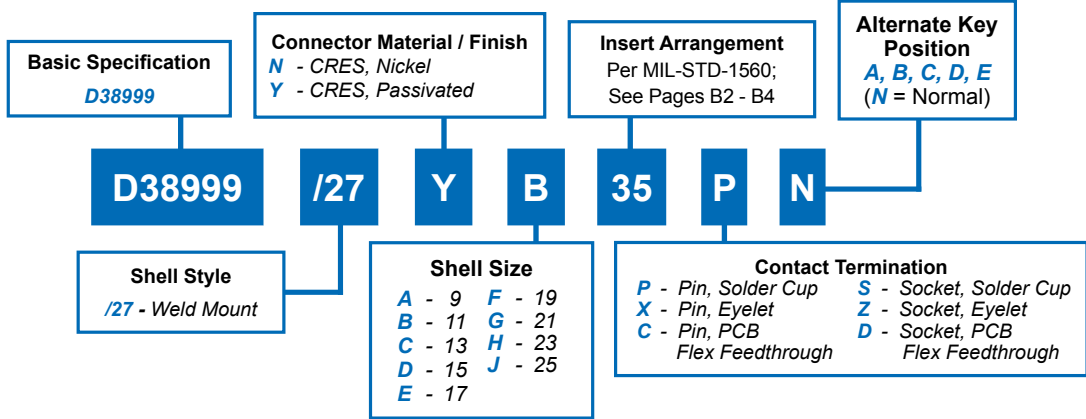 Basic Specification
D38999
Connector Material / Finish
N - CRES, Nickel
Y - CRES, Passivated
Insert Arrangement
Per MIL-STD-1560;
See Pages B2 - B4
Alternate Key
Position
A, B, C, D, E
(N = Normal)
D38999 /27 Y B 35 P N
Shell Style
/27 - Weld Mount
Shell Size
A - 9 F - 19
B - 11 G - 21
C - 13 H - 23
D - 15 J - 25
E - 17
Contact Termination
P - Pin, Solder Cup S - Socket, Solder Cup
X - Pin, Eyelet Z - Socket, Eyelet
C - Pin, PCB D - Socket, PCB
Flex Feedthrough Flex Feedthrough